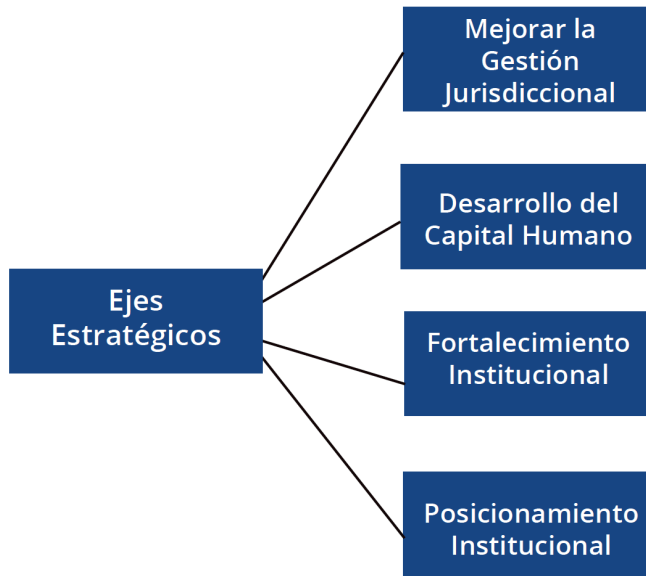 Mejorar la
Gestión
Jurisdiccional
Desarrollo del
Capital Humano
Ejes
Estratégicos
Fortalecimiento
Institucional
Posicionamiento
Institucional